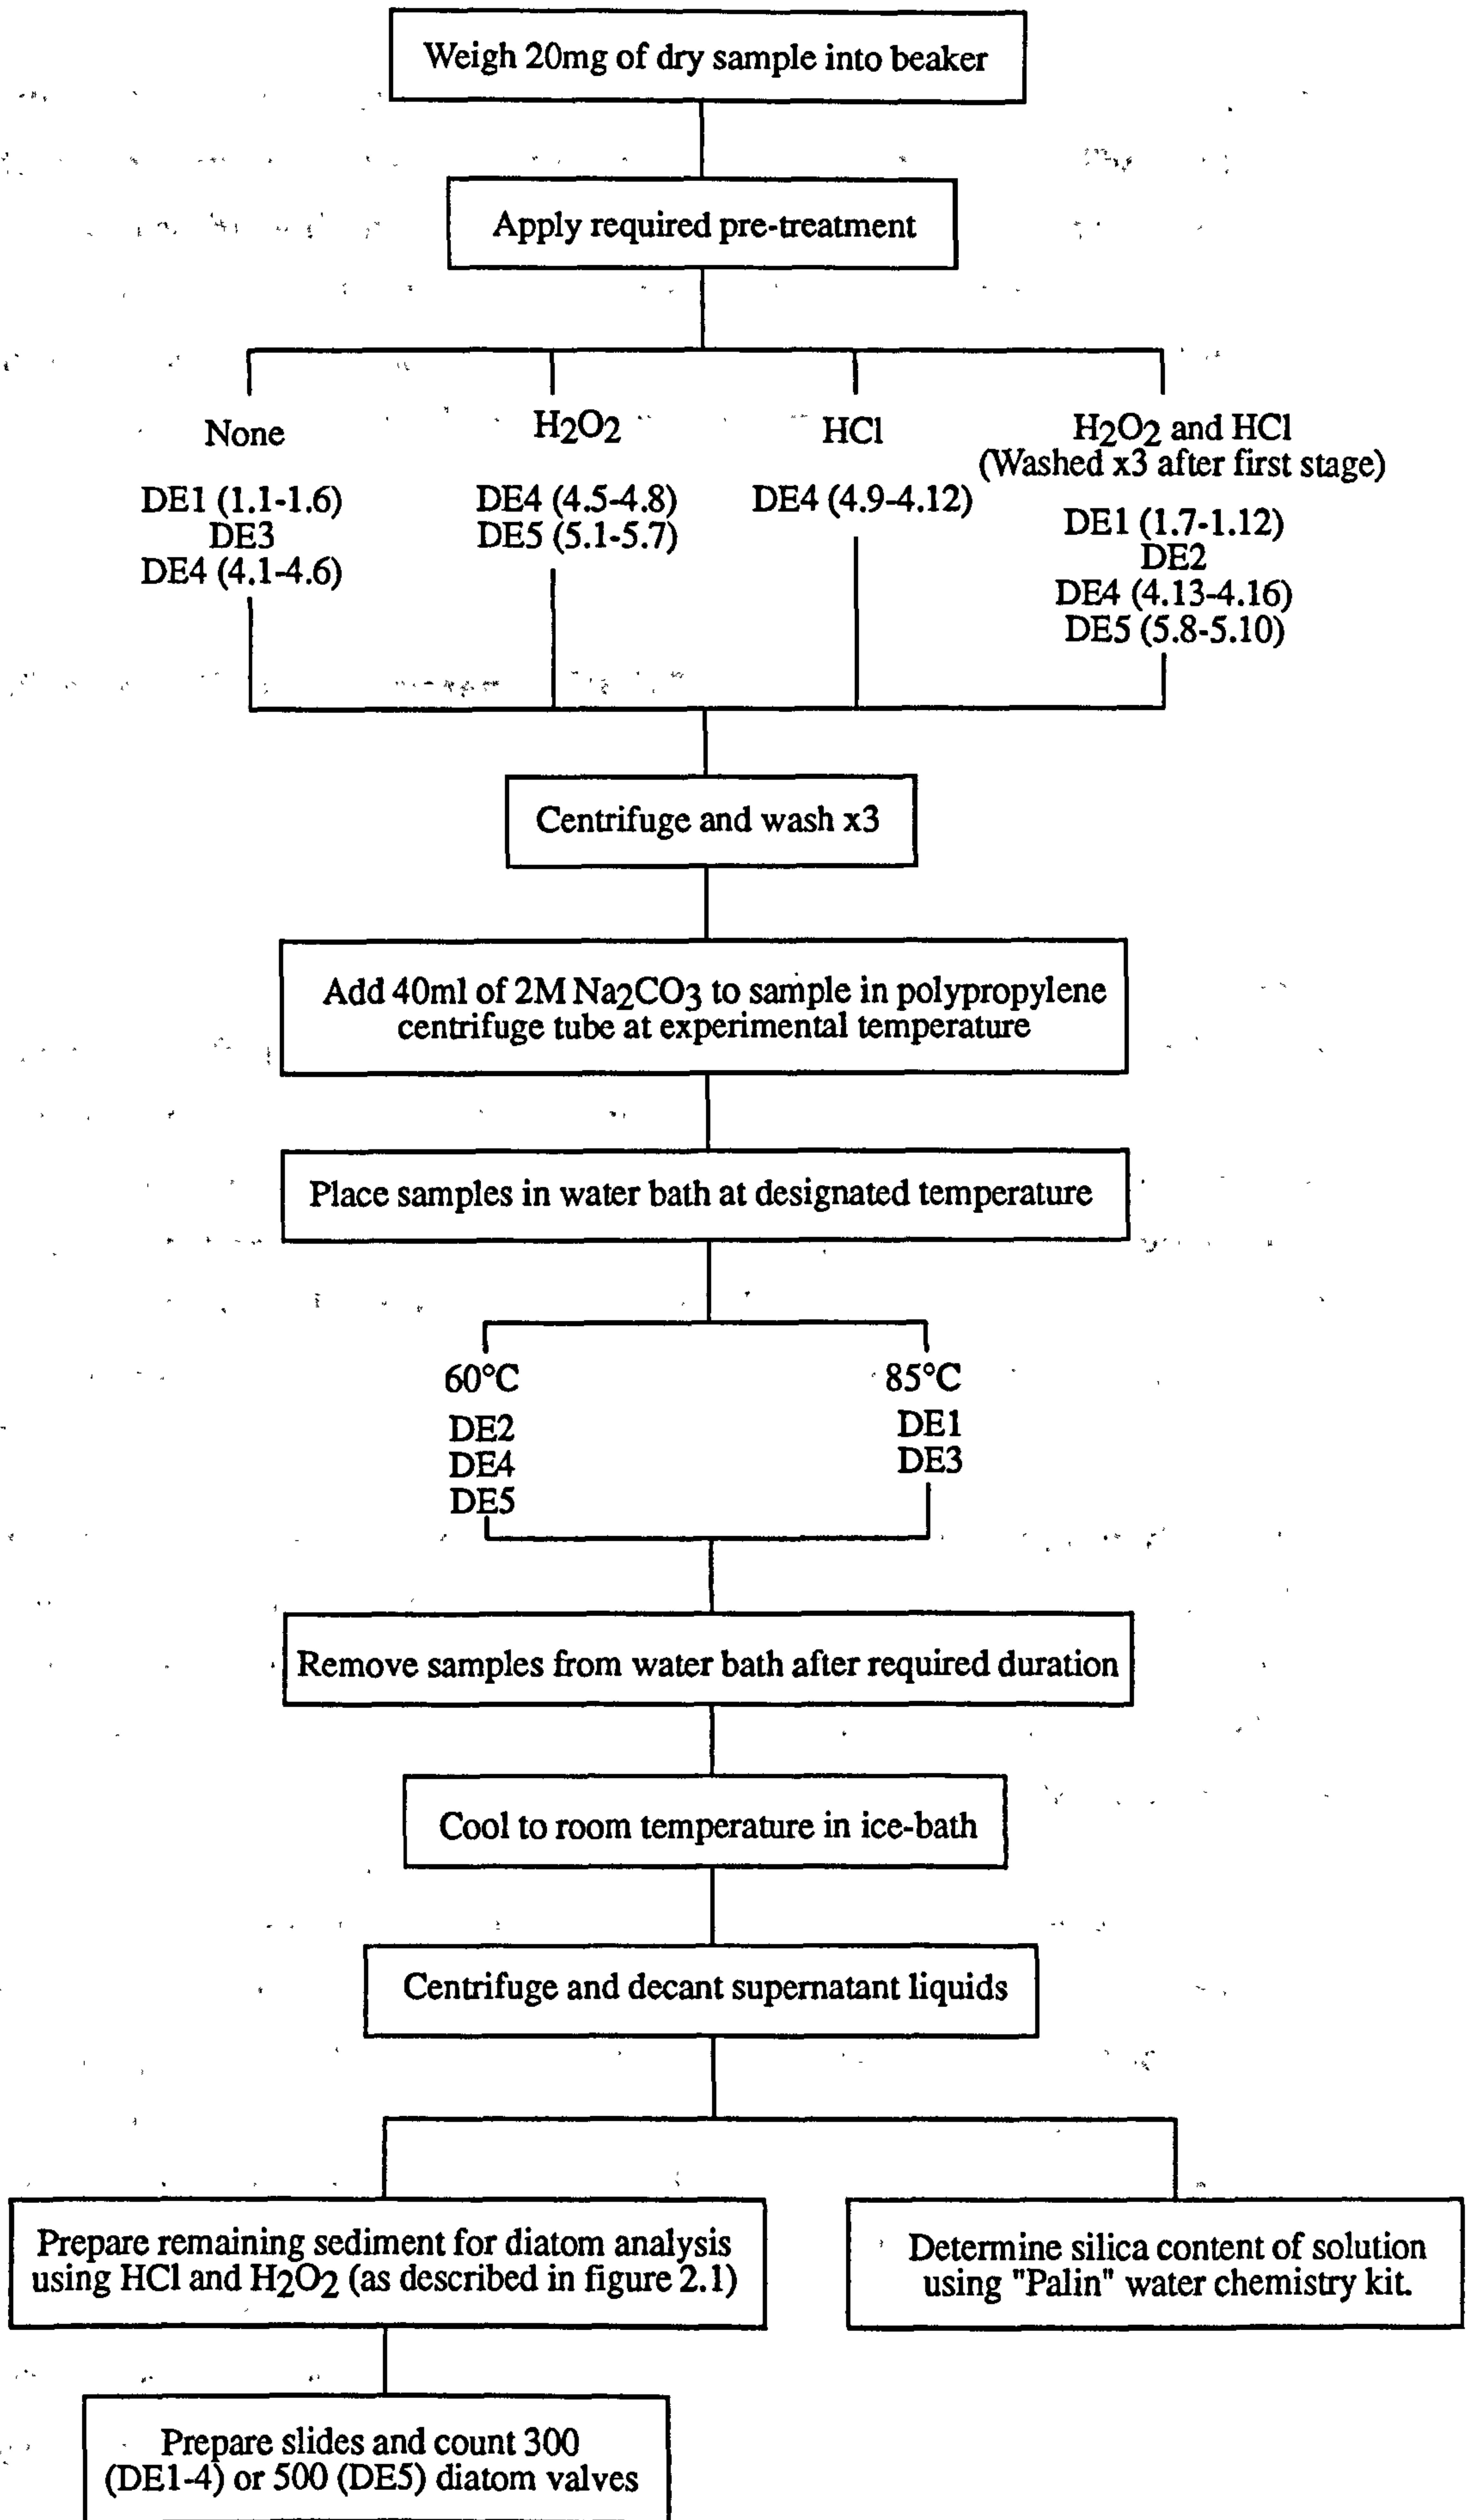 Weigh 20mg of dry sample into beaker
Apply required pre-treatment
None
DE1 (1.1-1.6)
DE3
DE4 (4.1-4.6)
H2O2
DE4 (4.5-4.8)
DE5 (5.1-5.7)
HCl
DE4 (4.9-4.12)
H2O2 and HCl
(Washed x3 after first stage)
DE1 (1.7-1.12)
DE2
DE4 (4.13-4.16)
DE5 (5.8-5.10)
Centrifuge and wash x3
Add 40ml of 2M Na2CO3 to sample in polypropylene
centrifuge tube at experimental temperature
Place samples in water bath at designated temperature
60°C
DE2
DE4
DE5
85°C
DE1
DE3
Remove samples from water bath after required duration
Cool to room temperature in ice-bath
Centrifuge and decant supernatant liquids
Prepare remaining sediment for diatom analysis
using HCl and H2O2 (as described in figure 2.1)
Determine silica content of solution
using "Palin" water chemistry kit.
Prepare slides and count 300
(DE1-4) or 500 (DE5) diatom valves